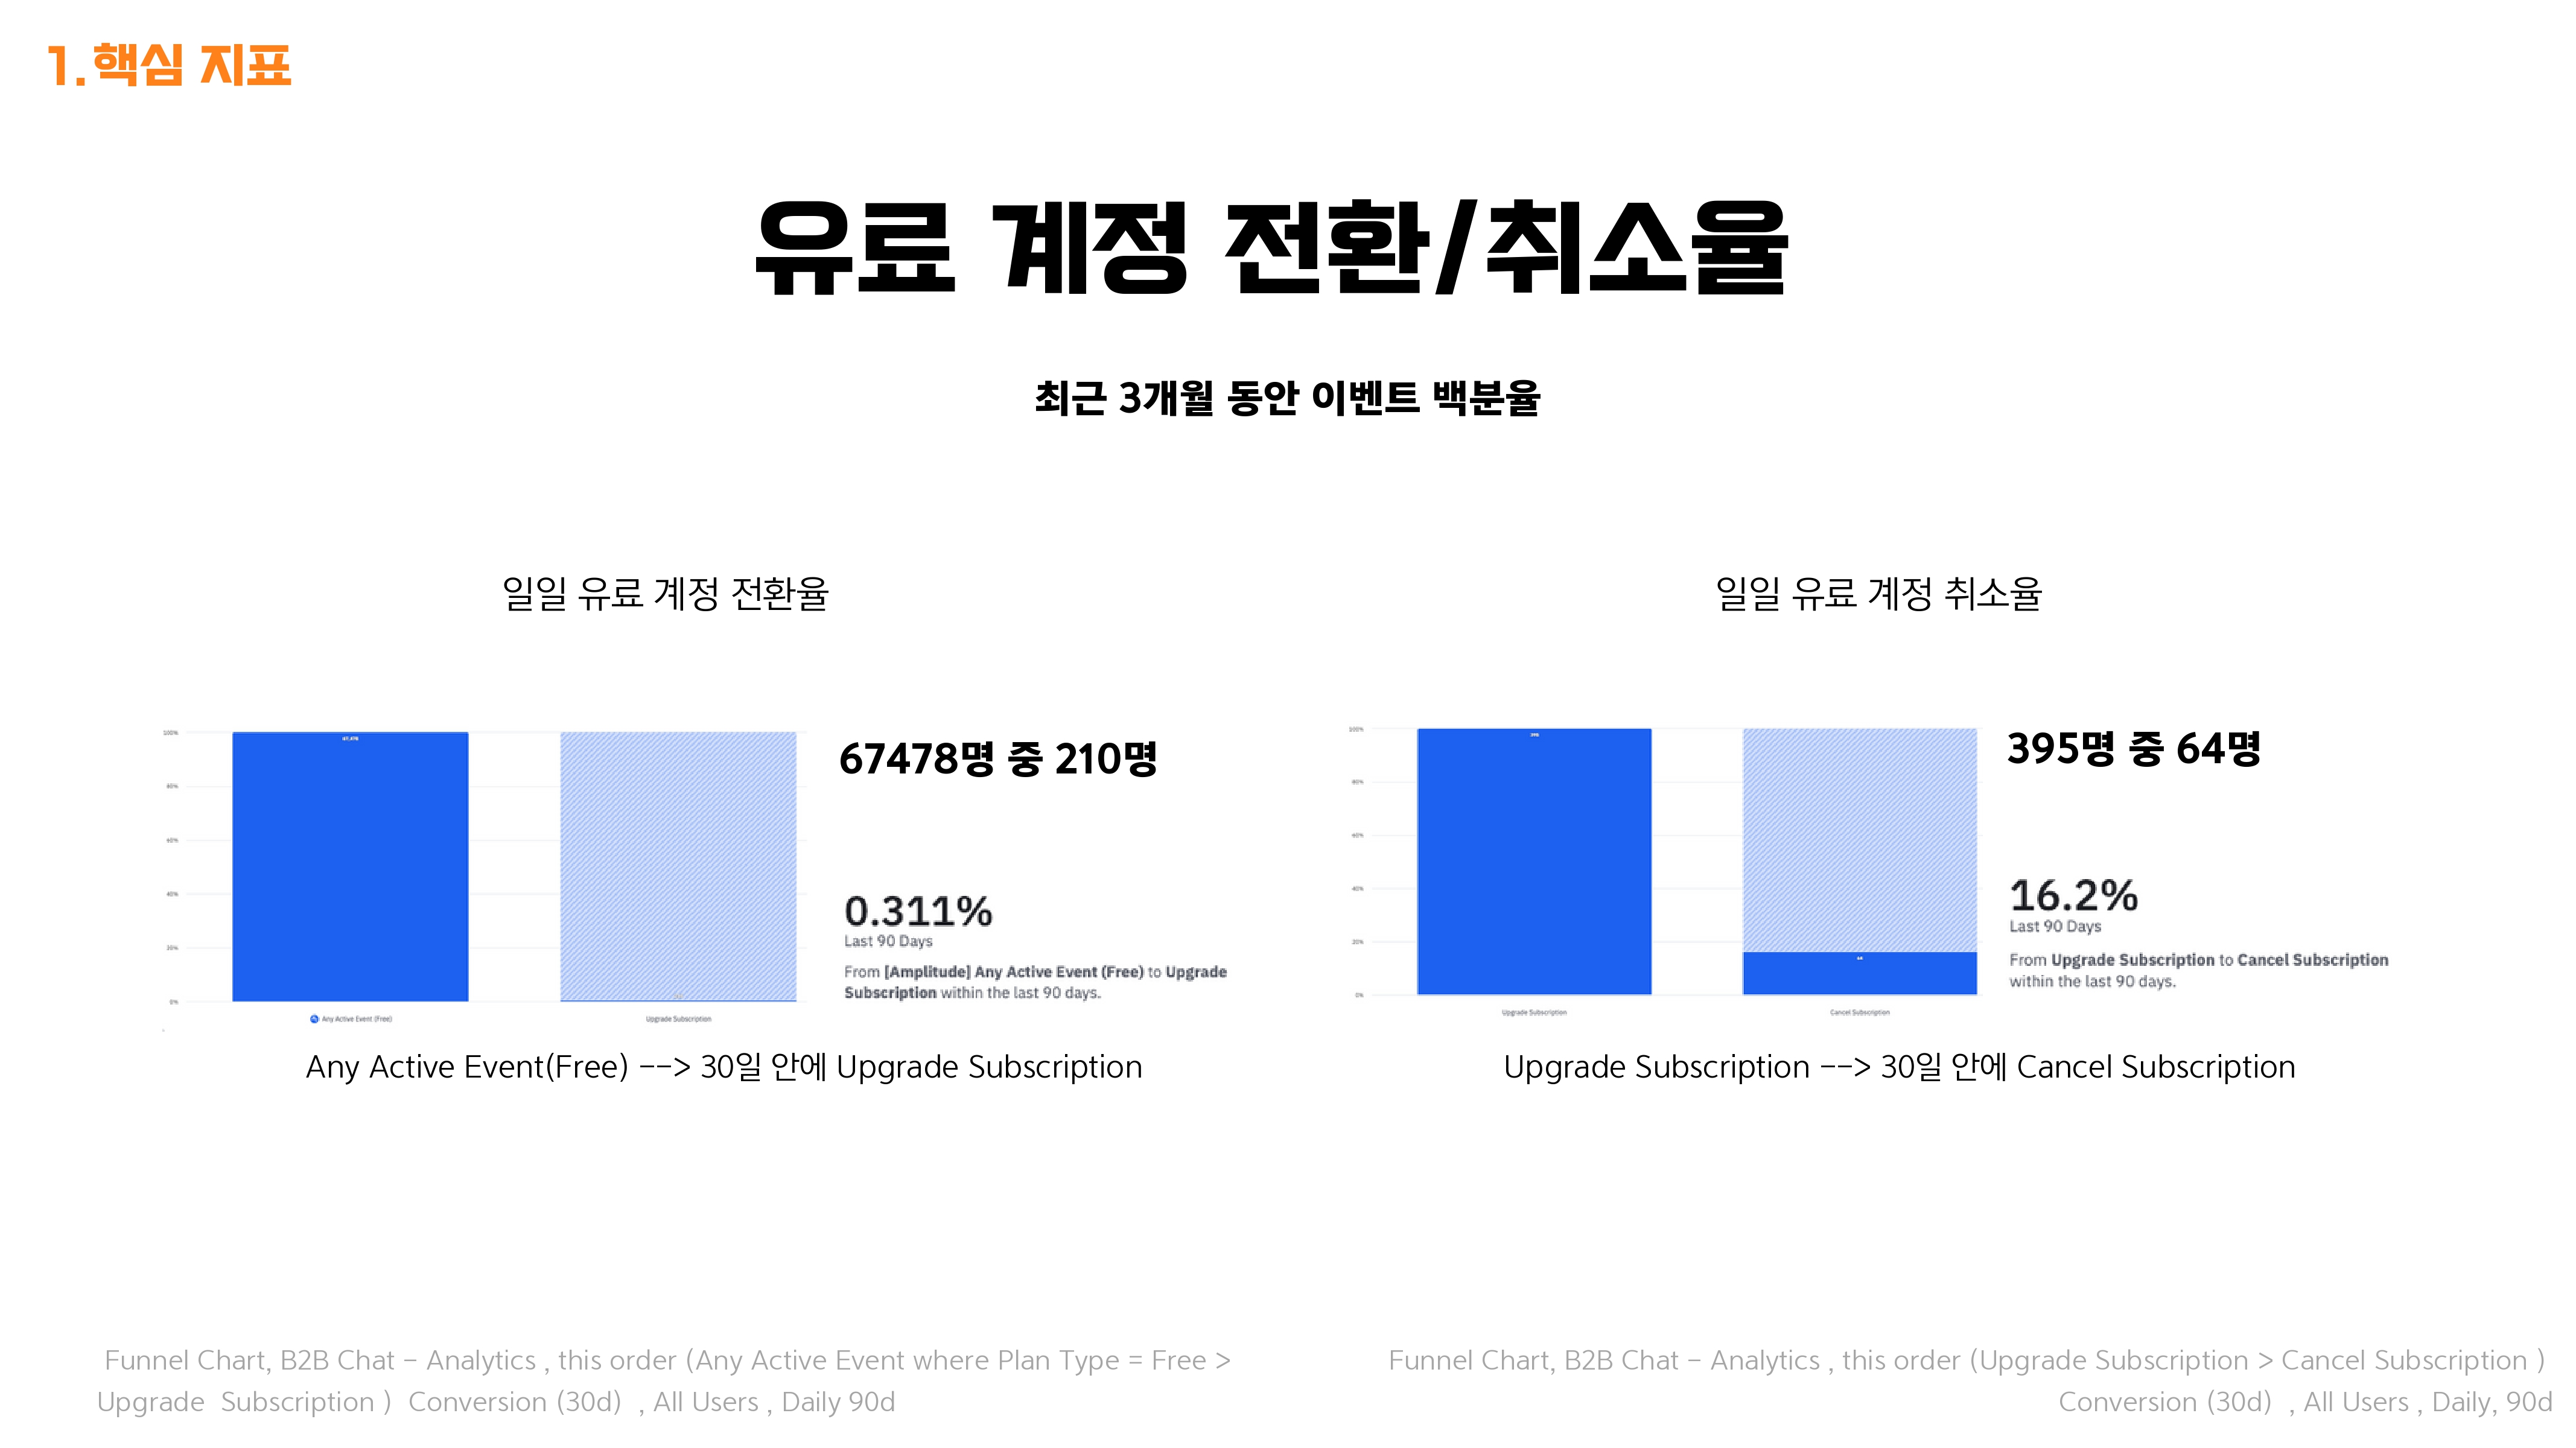 1.핵심 지표
유료 계정 전환/취소율
최근 3개월 동안 이벤트 백분율
일일 유료 계정 전환율
100%
80%
60%
40%
20%
0%
67,478
Any Active Event (Free)
Upgrade Subscription
67478명 중 210명
0.311%
Last 90 Days
From [Amplitude] Any Active Event (Free) to Upgrade
Subscription within the last 90 days.
Any Active Event(Free) --> 30일 안에 Upgrade Subscription
일일 유료 계정 취소율
100%
80%
60%
40%
20%
0%
395
64
Upgrade Subscription
Cancel Subscription
395명 중 64명
16.2%
Last 90 Days
From Upgrade Subscription to Cancel Subscription
within the last 90 days.
Upgrade Subscription --> 30일 안에 Cancel Subscription
Funnel Chart, B2B Chat - Analytics , this order (Any Active Event where Plan Type = Free >
Upgrade Subscription ) Conversion (30d) , All Users , Daily 90d
Funnel Chart, B2B Chat - Analytics , this order (Upgrade Subscription > Cancel Subscription )
Conversion (30d) , All Users , Daily, 90d